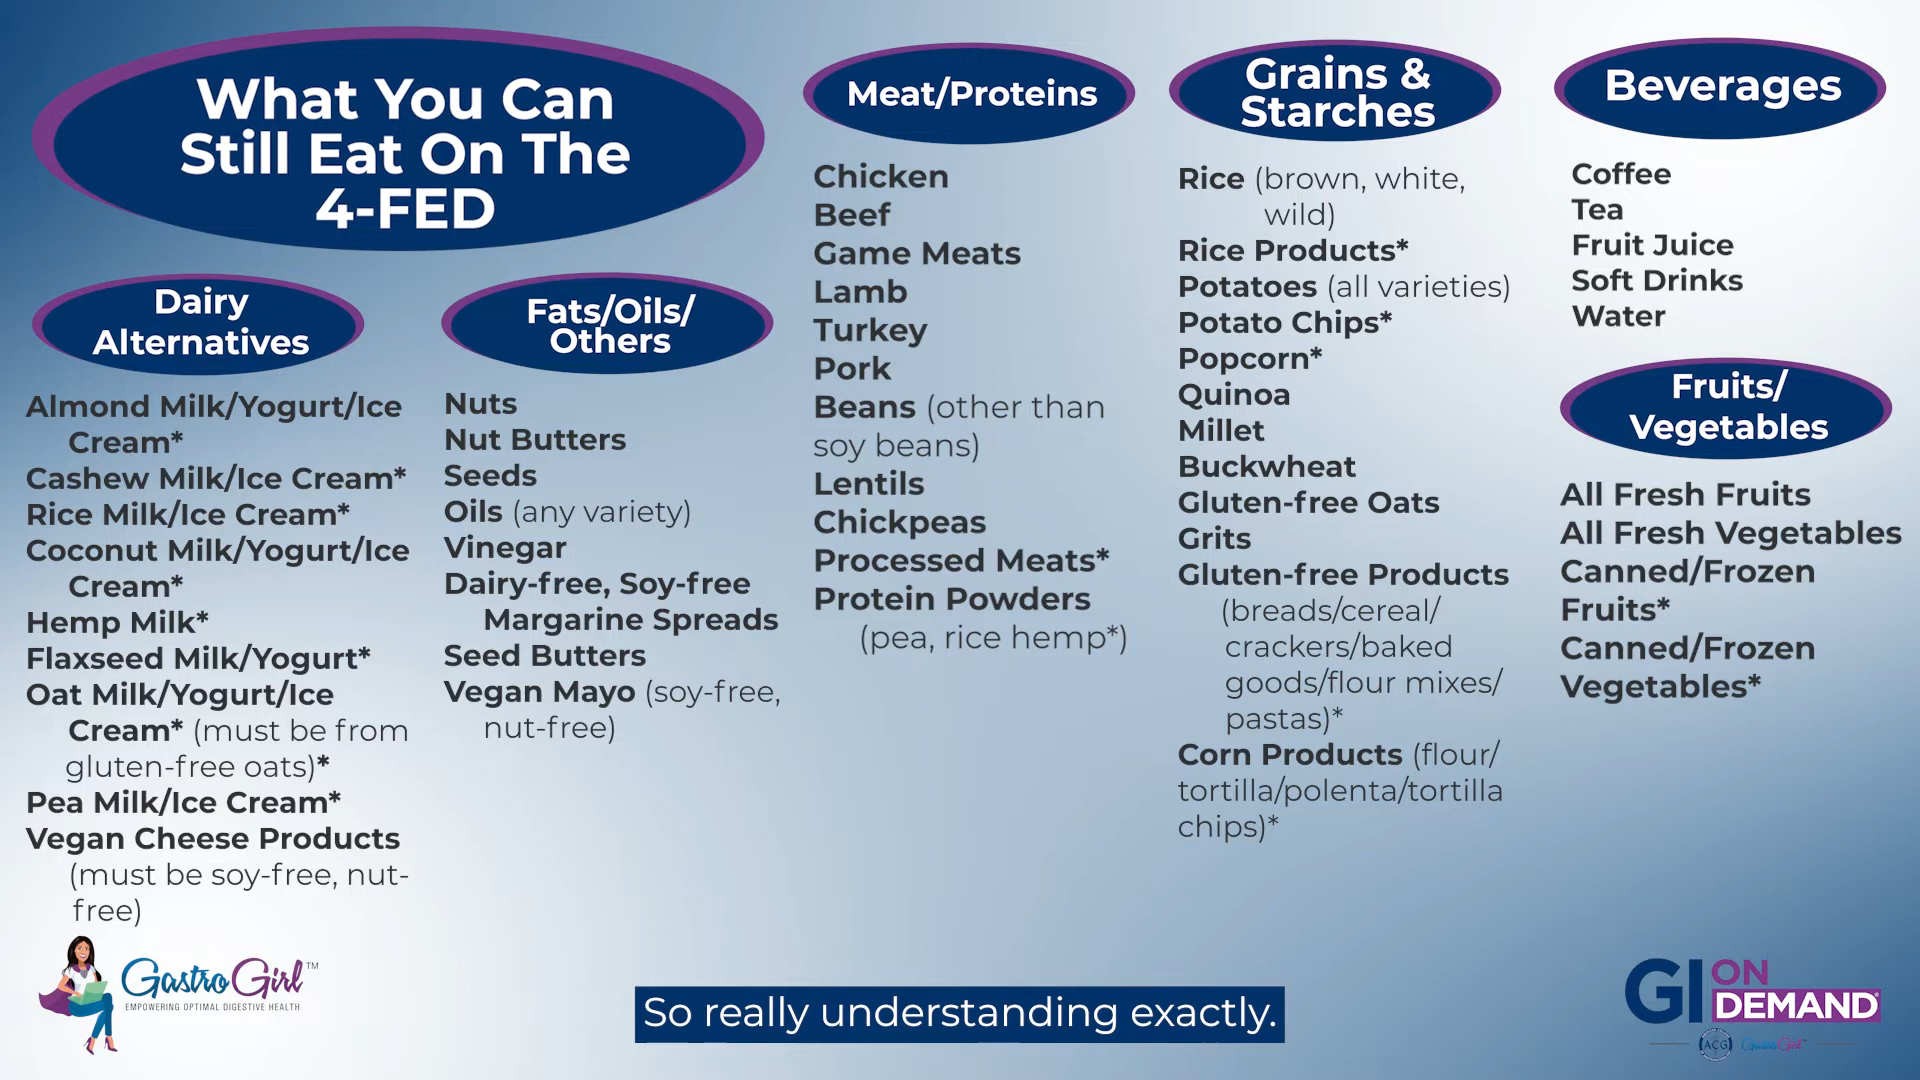 What You Can
Still Eat On The
4-FED
Dairy
Alternatives
Almond Milk/Yogurt/Ice
Cream*
Cashew Milk/Ice Cream*
Rice Milk/Ice Cream*
Coconut Milk/Yogurt/Ice
Cream*
Hemp Milk*
Flaxseed Milk/Yogurt*
Oat Milk/Yogurt/Ice
Cream* (must be from
gluten-free oats)*
Pea Milk/Ice Cream*
Vegan Cheese Products
(must be soy-free, nut-
free)
Fats/Oils/
Others
Nuts
Nut Butters
Seeds
Oils (any variety)
Vinegar
Dairy-free, Soy-free
Margarine Spreads
Seed Butters
Vegan Mayo (soy-free,
nut-free)
Meat/Proteins
Chicken
Beef
Game Meats
Lamb
Turkey
Pork
Beans (other than
soy beans)
Lentils
Chickpeas
Processed Meats*
Protein Powders
(pea, rice hemp*)
Grains &
Starches
Rice (brown, white,
wild)
Rice Products*
Potatoes (all varieties)
Potato Chips*
Popcorn*
Quinoa
Millet
Buckwheat
Gluten-free Oats
Grits
Gluten-free Products
(breads/cereal/
crackers/baked
goods/flour mixes/
pastas)*
Corn Products (flour/
tortilla/polenta/tortilla
chips)*
Beverages
Coffee
Tea
Fruit Juice
Soft Drinks
Water
Fruits/
Vegetables
All Fresh Fruits
All Fresh Vegetables
Canned/Frozen
Fruits*
Canned/Frozen
Vegetables*
GastroGirl™
EMPOWERING OPTIMAL DIGESTIVE HEALTH
So really understanding exactly.
GI ON
DEMAND
ACG GastroGirl™